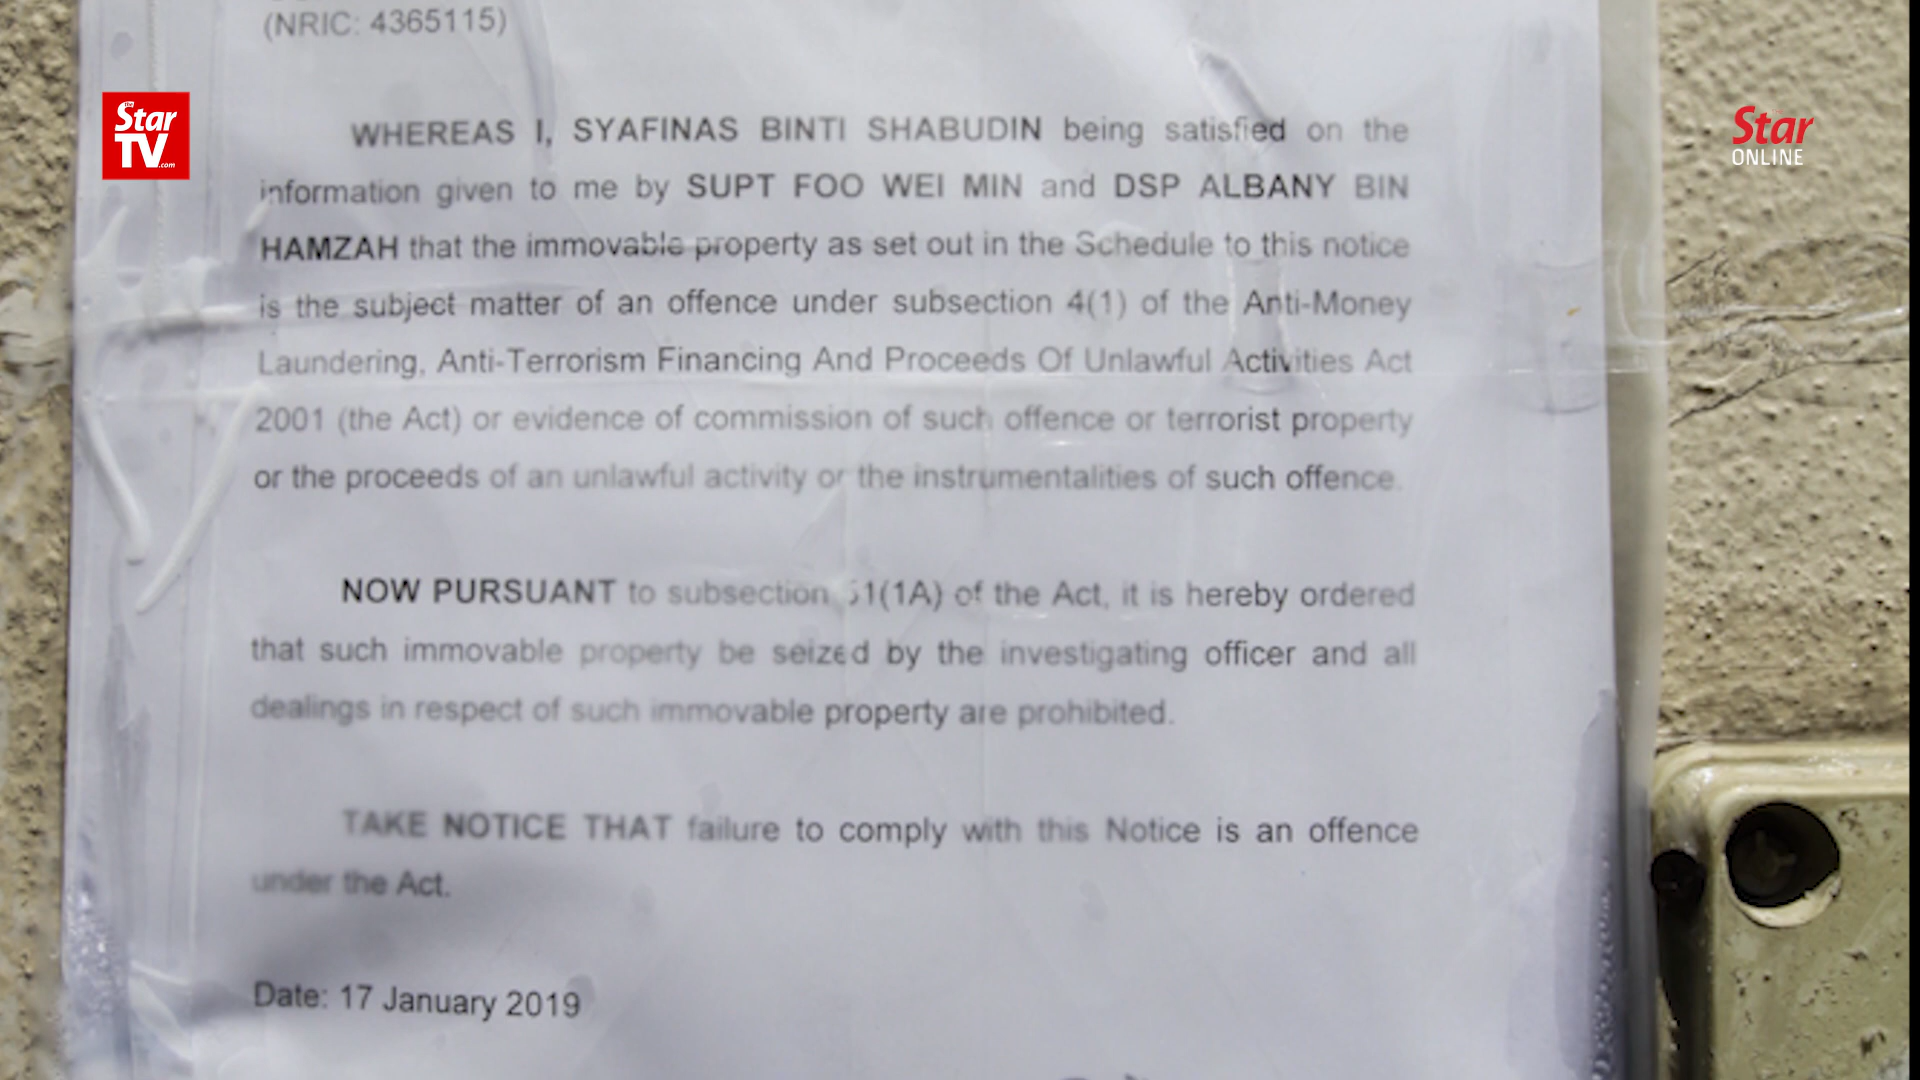 (NRIC: 4365115)
The Star TV.com
Star ONLINE
WHEREAS I, SYAFINAS BINTI SHABUDIN being satisfied on the
information given to me by SUPT FOO WEI MIN and DSP ALBANY BIN
HAMZAH that the immovable property as set out in the Schedule to this notice
is the subject matter of an offence under subsection 4(1) of the Anti-Money
Laundering, Anti-Terrorism Financing And Proceeds Of Unlawful Activities Act
2001 (the Act) or evidence of commission of such offence or terrorist property
or the proceeds of an unlawful activity or the instrumentalities of such offence.
NOW PURSUANT to subsection 51(1A) of the Act, it is hereby ordered
that such immovable property be seized by the investigating officer and all
dealings in respect of such immovable property are prohibited.
TAKE NOTICE THAT failure to comply with this Notice is an offence
under the Act.
Date: 17 January 2019